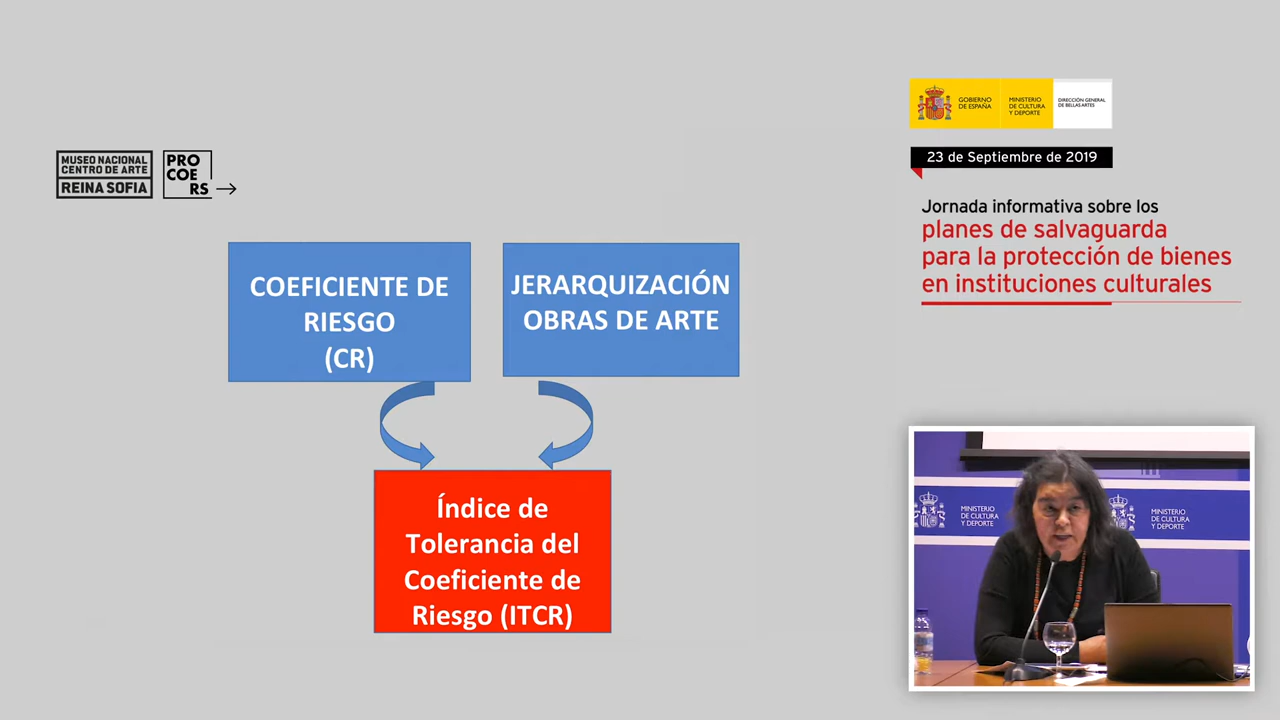 MUSEO NACIONAL
CENTRO DE ARTE
REINA SOFIA
PRO
COE
RS
COEFICIENTE DE
RIESGO
(CR)
JERARQUIZACIÓN
OBRAS DE ARTE
Índice de
Tolerancia del
Coeficiente de
Riesgo (ITCR)
GOBIERNO
DE ESPAÑA
MINISTERIO
DE CULTURA
Y DEPORTE
DIRECCIÓN GENERAL
DE BELLAS ARTES
23 de Septiembre de 2019
Jornada informativa sobre los
planes de salvaguarda
para la protección de bienes
en instituciones culturales
MINISTERIO
DE CULTURA
Y DEPORTE
MINISTERIO
DE CULTURA
Y DEPORTE